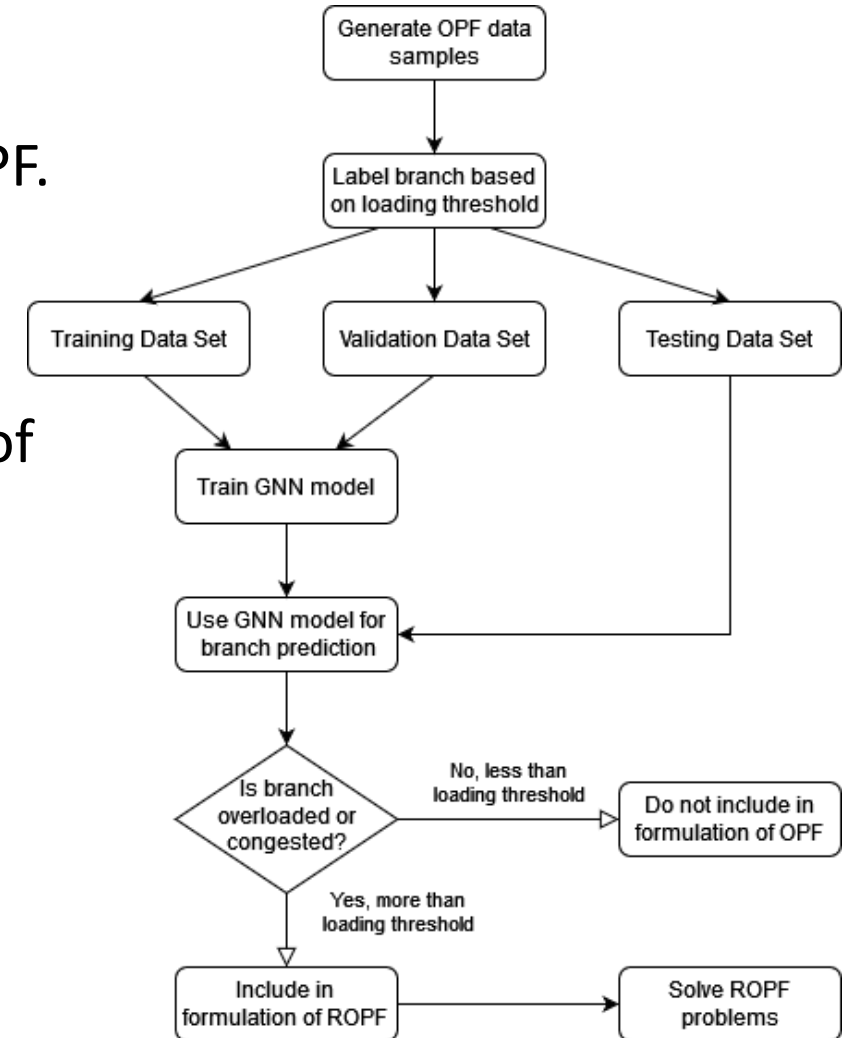 Generate OPF data
samples
PF.
Label branch based
on loading threshold
Training Data Set
Validation Data Set
Testing Data Set
of
Train GNN model
Use GNN model for
branch prediction
Is branch
overloaded or
congested?
No, less than
loading threshold
Do not include in
formulation of OPF
Yes, more than
loading threshold
Include in
formulation of ROPF
Solve ROPF
problems